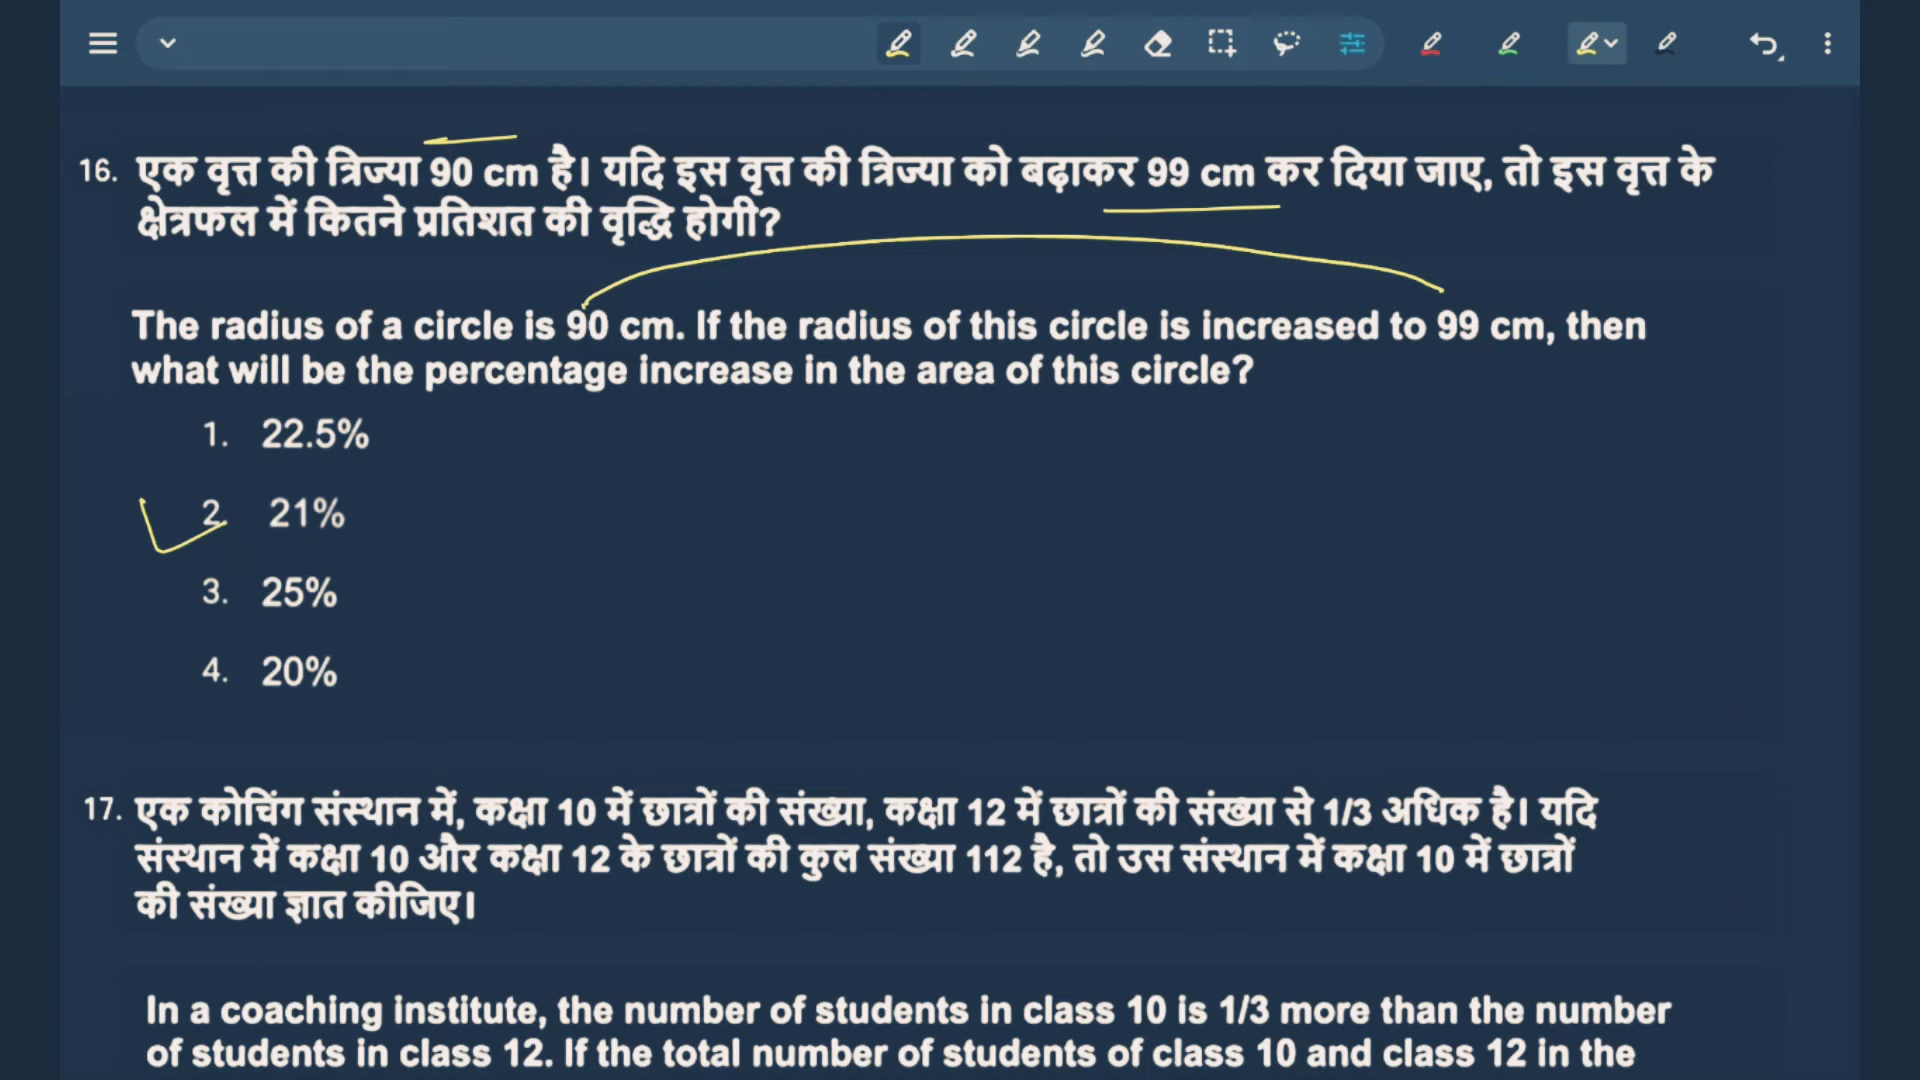 16. एक वृत्त की त्रिज्या 90 cm है। यदि इस वृत्त की त्रिज्या को बढ़ाकर 99 cm कर दिया जाए, तो इस वृत्त के
क्षेत्रफल में कितने प्रतिशत की वृद्धि होगी?
The radius of a circle is 90 cm. If the radius of this circle is increased to 99 cm, then
what will be the percentage increase in the area of this circle?
1. 22.5%
2. 21%
3. 25%
4. 20%
17. एक कोचिंग संस्थान में, कक्षा 10 में छात्रों की संख्या, कक्षा 12 में छात्रों की संख्या से 1/3 अधिक है। यदि
संस्थान में कक्षा 10 और कक्षा 12 के छात्रों की कुल संख्या 112 है, तो उस संस्थान में कक्षा 10 में छात्रों
की संख्या ज्ञात कीजिए।
In a coaching institute, the number of students in class 10 is 1/3 more than the number
of students in class 12. If the total number of students of class 10 and class 12 in the